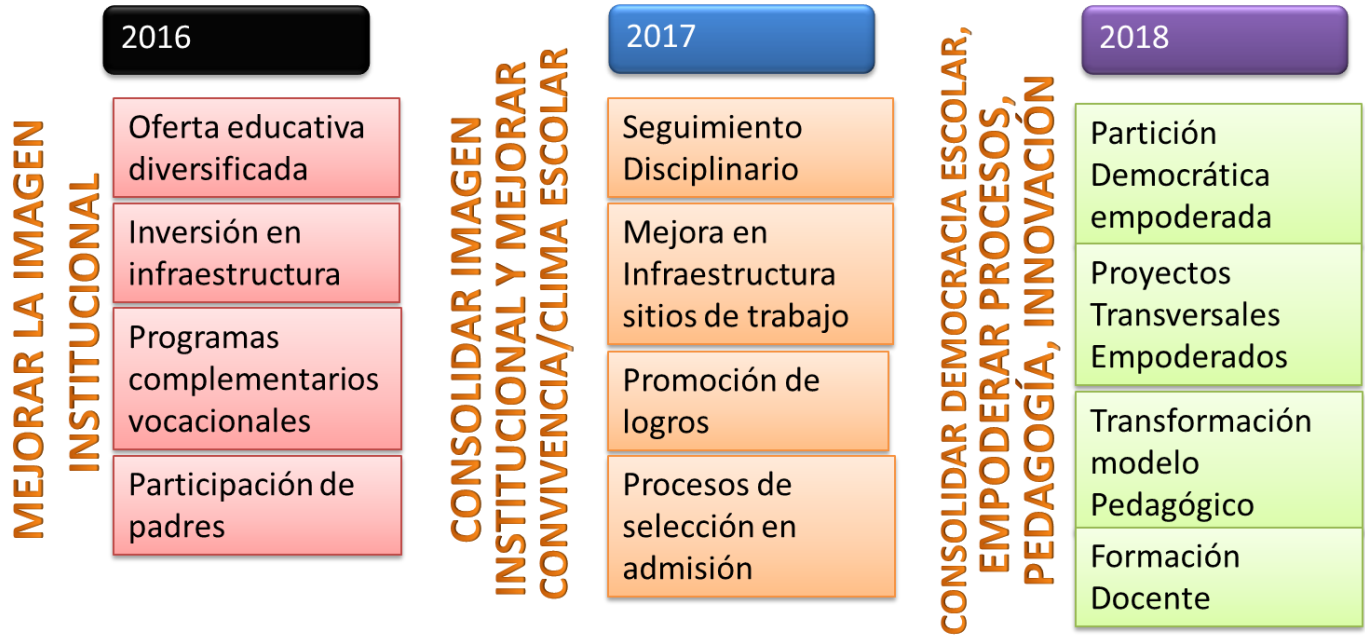 2016
MEJORAR LA IMAGEN
INSTITUCIONAL
Oferta educativa
diversificada
Inversión en
infraestructura
Programas
complementarios
vocacionales
Participación de
padres
2017
CONSOLIDAR IMAGEN
INSTITUCIONAL Y MEJORAR
CONVIVENCIA/CLIMA ESCOLAR
Seguimiento
Disciplinario
Mejora en
Infraestructura
sitios de trabajo
Promoción de
logros
Procesos de
selección en
admisión
2018
CONSOLIDAR DEMOCRACIA ESCOLAR,
EMPODERAR PROCESOS,
PEDAGOGÍA, INNOVACIÓN
Partición
Democrática
empoderada
Proyectos
Transversales
Empoderados
Transformación
modelo
Pedagógico
Formación
Docente